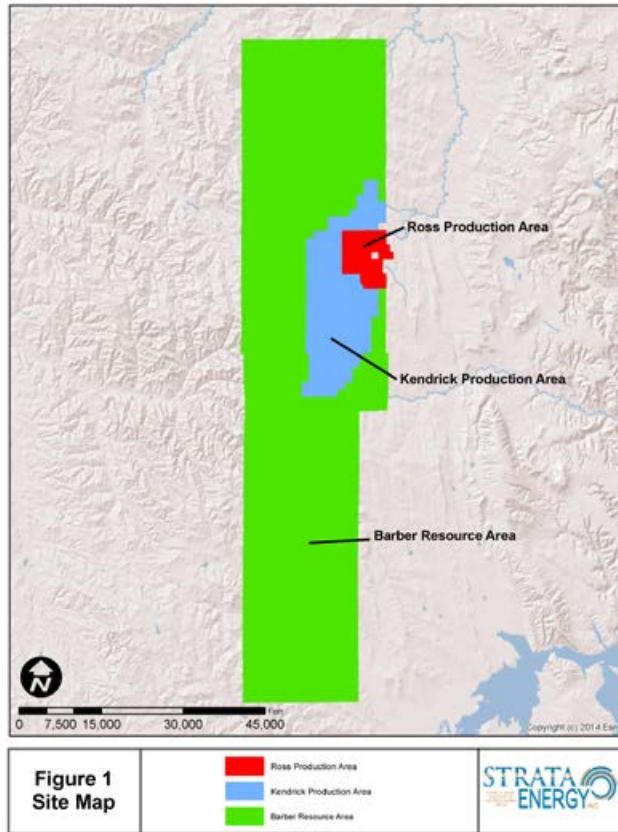 Ross Production Area
Kendrick Production Area
Barber Resource Area
N
Feet
0 7,500 15,000 30,000 45,000
Copyright (c) 2014 Esri
Figure 1
Site Map
Ross Production Area
Kendrick Production Area
Barber Resource Area
STRATA
ENERGY